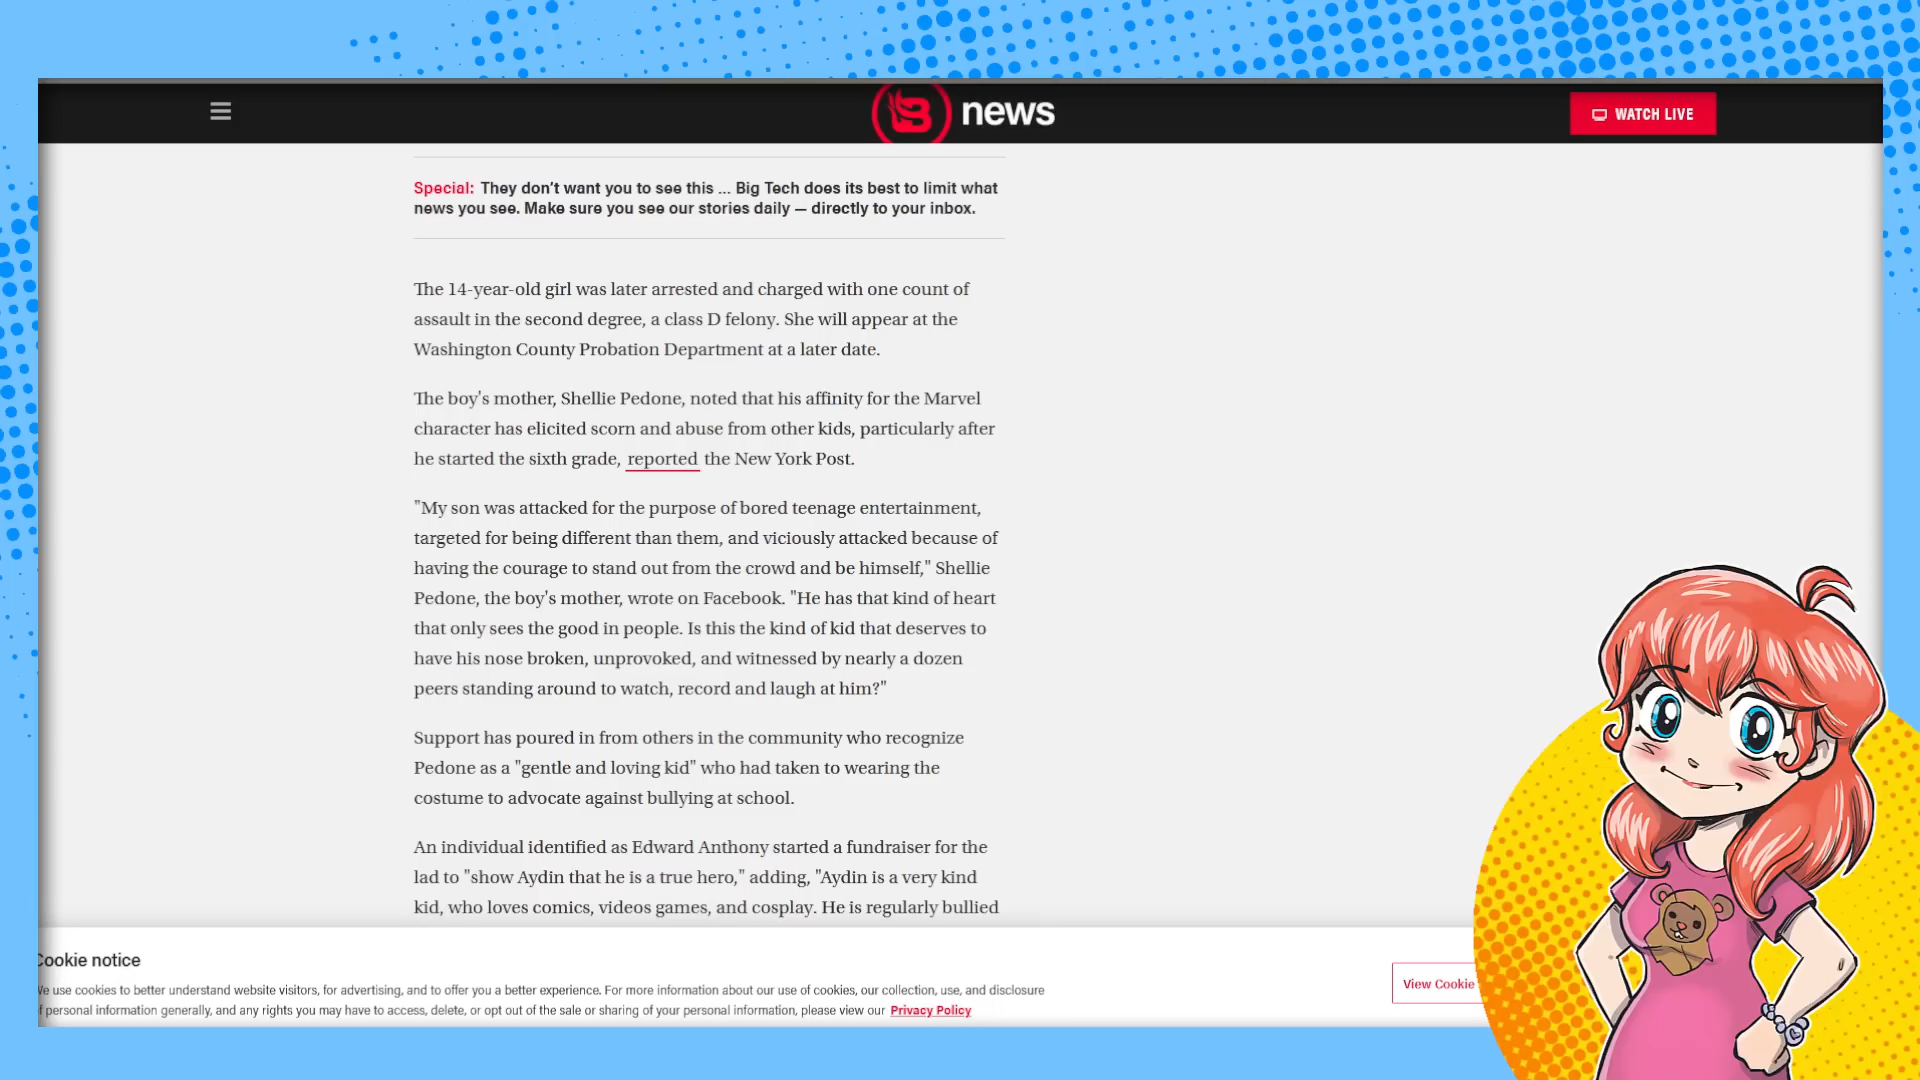 news
WATCH LIVE
Special: They don't want you to see this ... Big Tech does its best to limit what
news you see. Make sure you see our stories daily — directly to your inbox.
The 14-year-old girl was later arrested and charged with one count of
assault in the second degree, a class D felony. She will appear at the
Washington County Probation Department at a later date.
The boy's mother, Shellie Pedone, noted that his affinity for the Marvel
character has elicited scorn and abuse from other kids, particularly after
he started the sixth grade, reported the New York Post.
"My son was attacked for the purpose of bored teenage entertainment,
targeted for being different than them, and viciously attacked because of
having the courage to stand out from the crowd and be himself," Shellie
Pedone, the boy's mother, wrote on Facebook. "He has that kind of heart
that only sees the good in people. Is this the kind of kid that deserves to
have his nose broken, unprovoked, and witnessed by nearly a dozen
peers standing around to watch, record and laugh at him?"
Support has poured in from others in the community who recognize
Pedone as a "gentle and loving kid" who had taken to wearing the
costume to advocate against bullying at school.
An individual identified as Edward Anthony started a fundraiser for the
lad to "show Aydin that he is a true hero," adding, "Aydin is a very kind
kid, who loves comics, videos games, and cosplay. He is regularly bullied
Cookie notice
We use cookies to better understand website visitors, for advertising, and to offer you a better experience. For more information about our use of cookies, our collection, use, and disclosure
f personal information generally, and any rights you may have to access, delete, or opt out of the sale or sharing of your personal information, please view our Privacy Policy
View Cookie